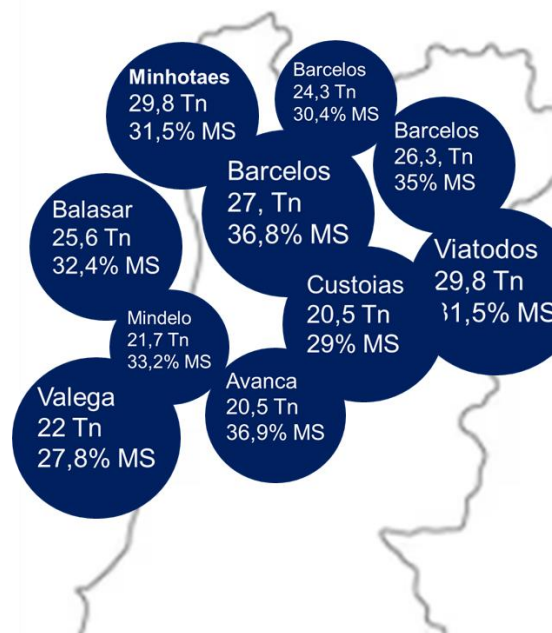 Minhotaes
29,8 Tn
31,5% MS
Barcelos
24,3 Tn
30,4% MS
Barcelos
26,3, Tn
35% MS
Barcelos
27, Tn
36,8% MS
Balasar
25,6 Tn
32,4% MS
Viatodos
29,8 Tn
31,5% MS
Custoias
20,5 Tn
29% MS
Mindelo
21,7 Tn
33,2% MS
Avanca
20,5 Tn
36,9% MS
Valega
22 Tn
27,8% MS